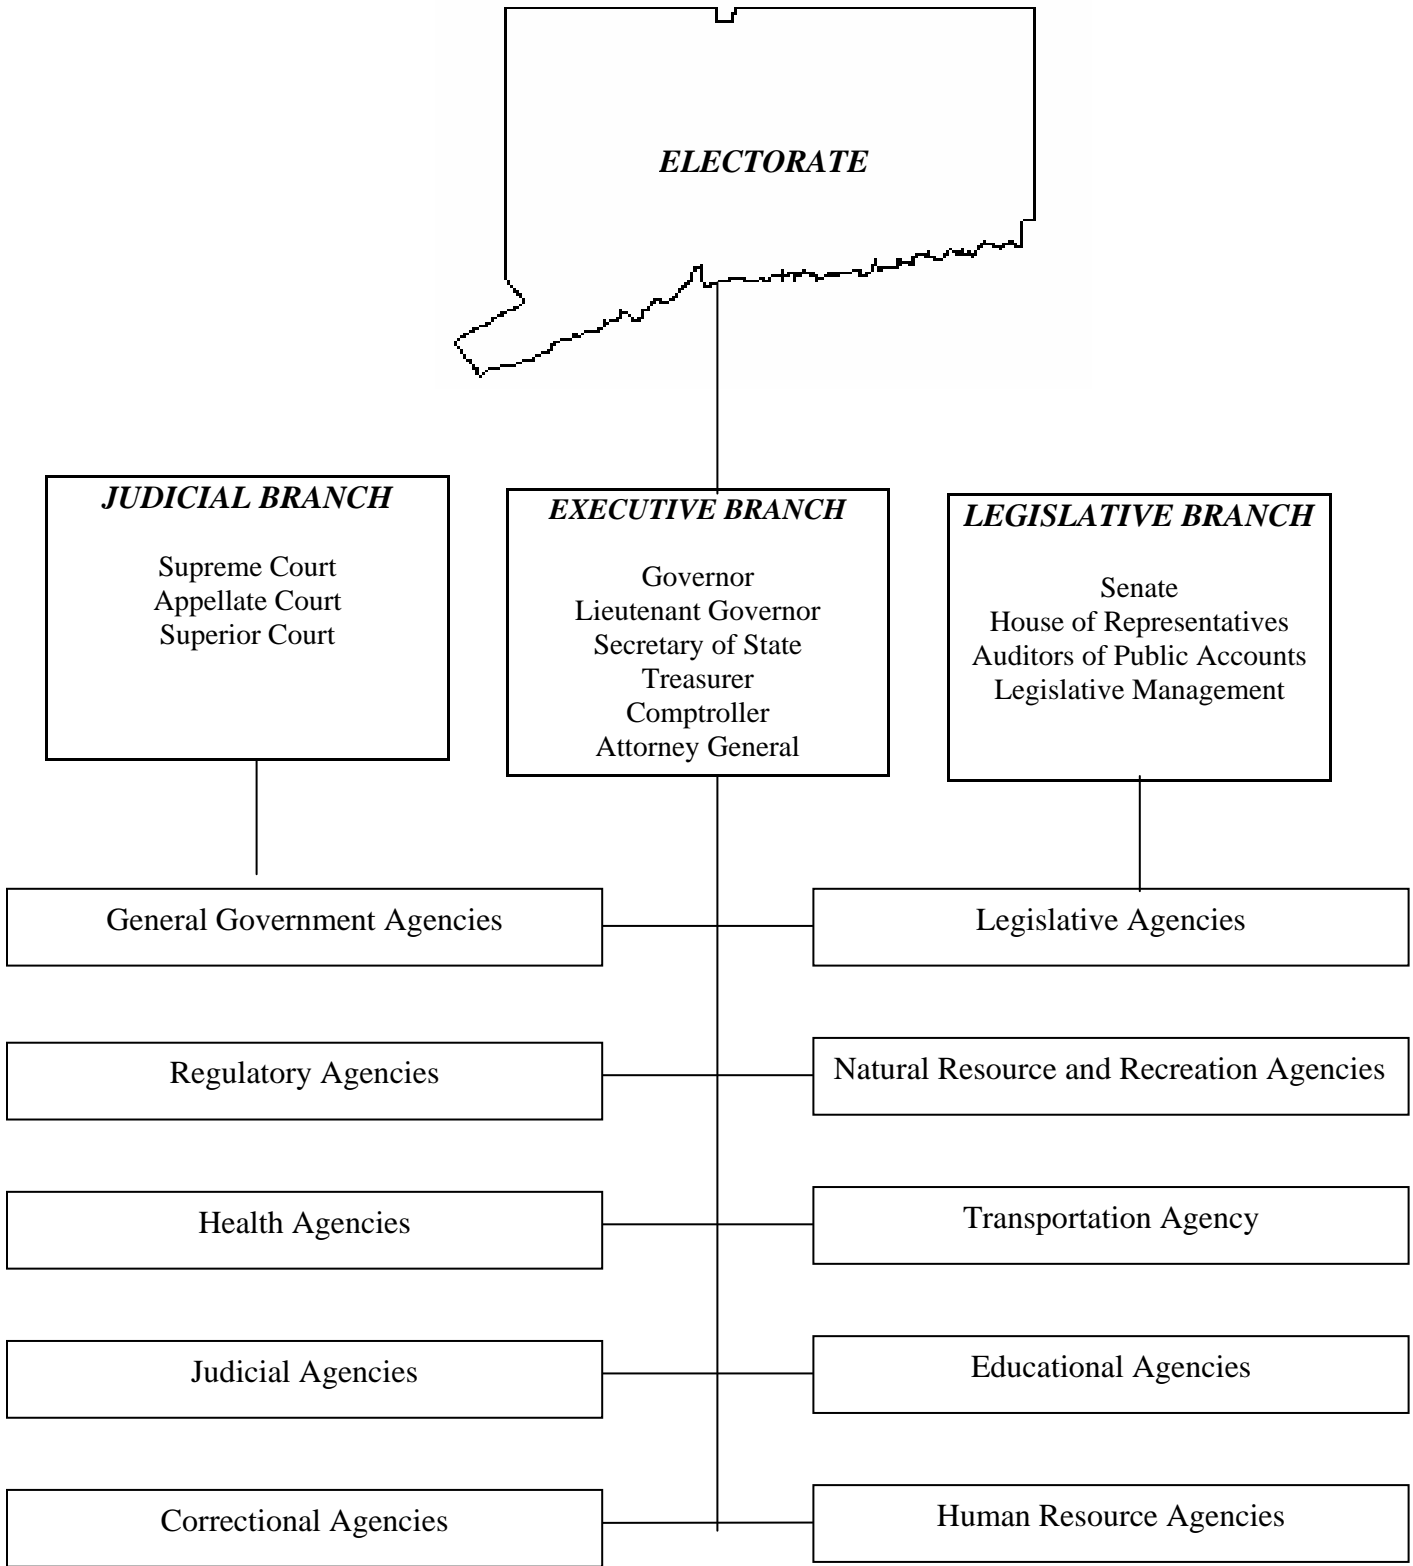 ELECTORATE
JUDICIAL BRANCH
Supreme Court
Appellate Court
Superior Court
EXECUTIVE BRANCH
Governor
Lieutenant Governor
Secretary of State
Treasurer
Comptroller
Attorney General
LEGISLATIVE BRANCH
Senate
House of Representatives
Auditors of Public Accounts
Legislative Management
General Government Agencies
Legislative Agencies
Regulatory Agencies
Natural Resource and Recreation Agencies
Health Agencies
Transportation Agency
Judicial Agencies
Educational Agencies
Correctional Agencies
Human Resource Agencies